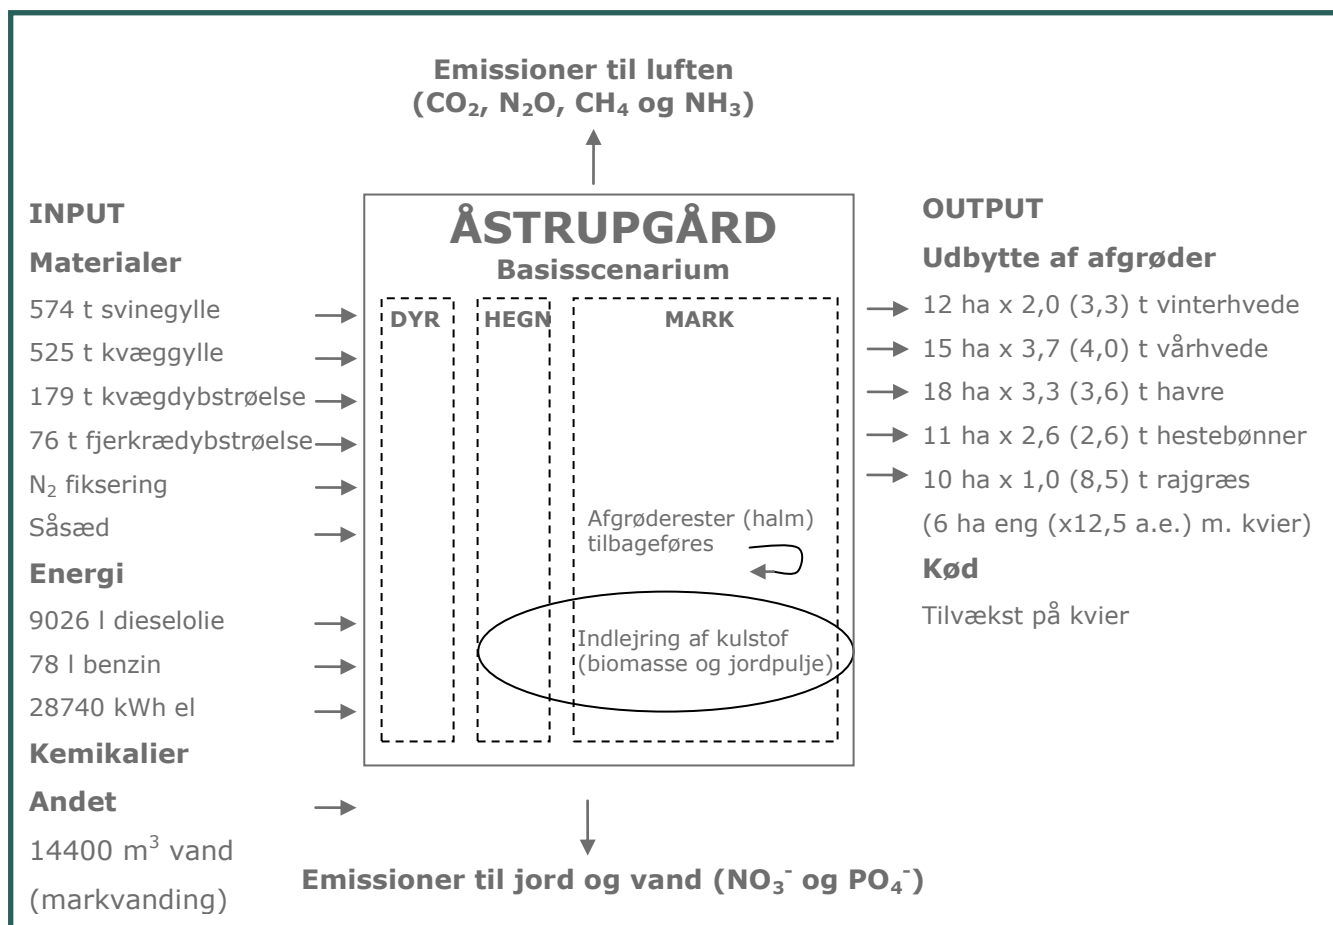 Emissioner til luften
(CO₂, N₂O, CH₄ og NH₃)
INPUT
Materialer
574 t svinegylle
525 t kvæggylle
179 t kvægdybstrøelse
76 t fjerkrædybstrøelse
N₂ fiksering
Såsæd
Energi
9026 l dieselolie
78 l benzin
28740 kWh el
Kemikalier
Andet
14400 m³ vand
(markvanding)
ÅSTRUPGÅRD
Basisscenarium
DYR
HEGN
MARK
Afgrøderester (halm)
tilbageføres
Indlejring af kulstof
(biomasse og jordpulje)
OUTPUT
Udbytte af afgrøder
12 ha x 2,0 (3,3) t vinterhvede
15 ha x 3,7 (4,0) t vårhvede
18 ha x 3,3 (3,6) t havre
11 ha x 2,6 (2,6) t hestebønner
10 ha x 1,0 (8,5) t rajgræs
(6 ha eng (x12,5 a.e.) m. kvier)
Kød
Tilvækst på kvier
Emissioner til jord og vand (NO₃⁻ og PO₄⁻)